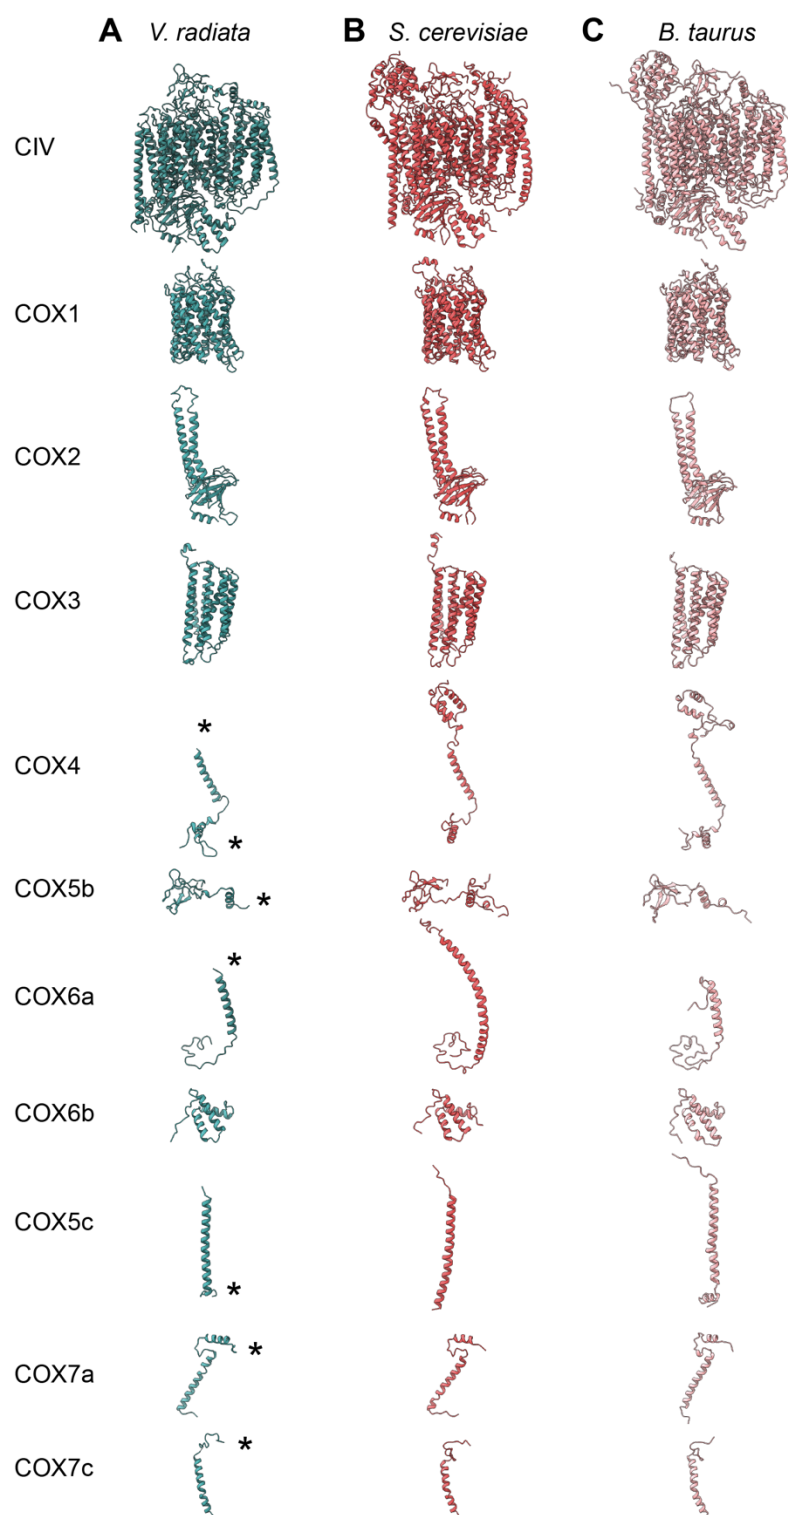 A V. radiata B S. cerevisiae C B. taurus
CIV
COX1
COX2
COX3
*
COX4
*
COX5b *
*
COX6a
COX6b
COX5c
*
COX7a *
COX7c *